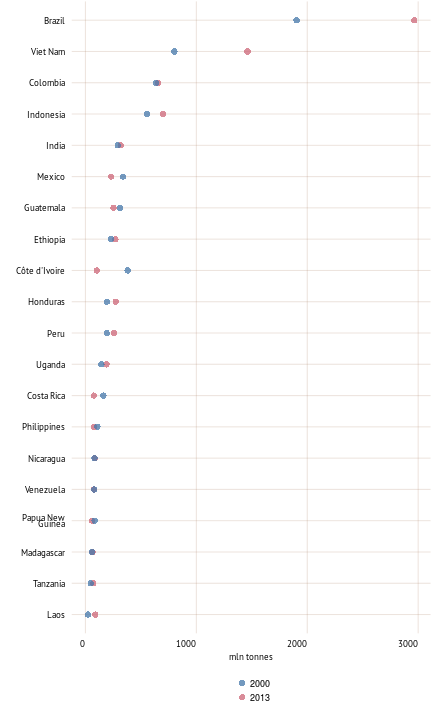 Brazil
Viet Nam
Colombia
Indonesia
India
Mexico
Guatemala
Ethiopia
Côte d'Ivoire
Honduras
Peru
Uganda
Costa Rica
Philippines
Nicaragua
Venezuela
Papua New
Guinea
Madagascar
Tanzania
Laos
0 1000 2000 3000
mln tonnes
2000
2013